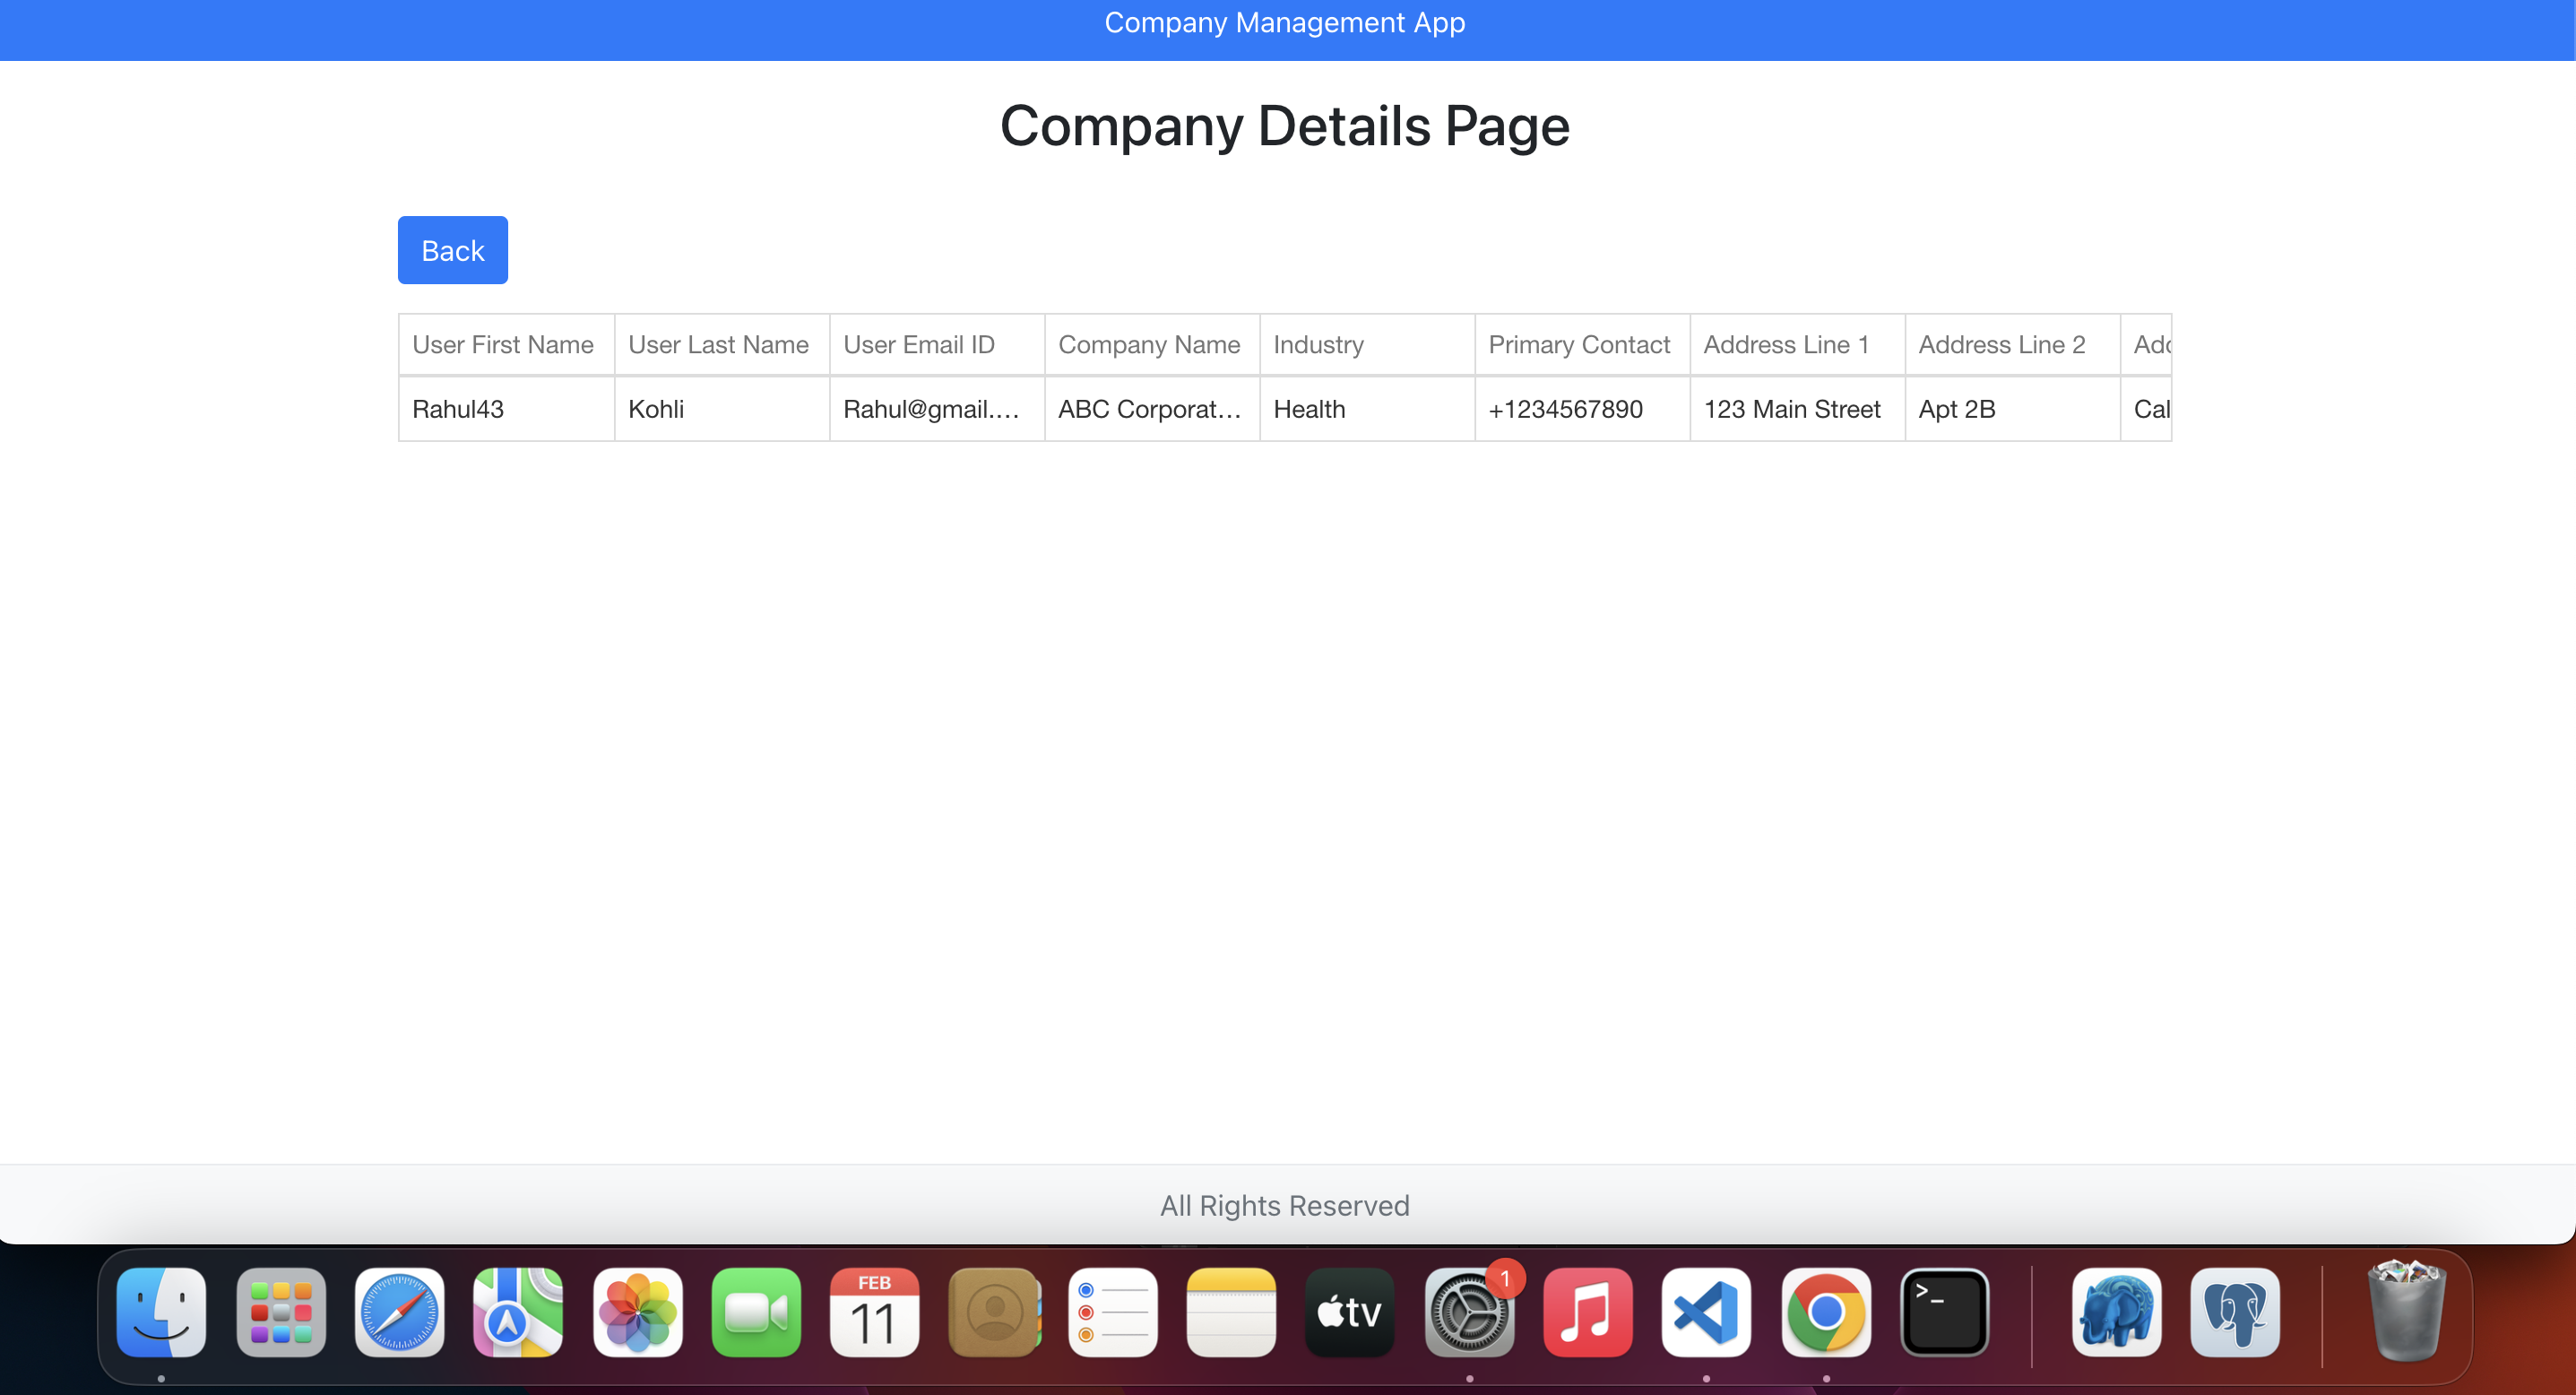 Company Management App
Company Details Page
Back
User First Name User Last Name User Email ID Company Name Industry Primary Contact Address Line 1 Address Line 2 Add
Rahul43 Kohli Rahul@gmail.... ABC Corporat... Health +1234567890 123 Main Street Apt 2B Cal
All Rights Reserved
FEB
11
tv
1
>_